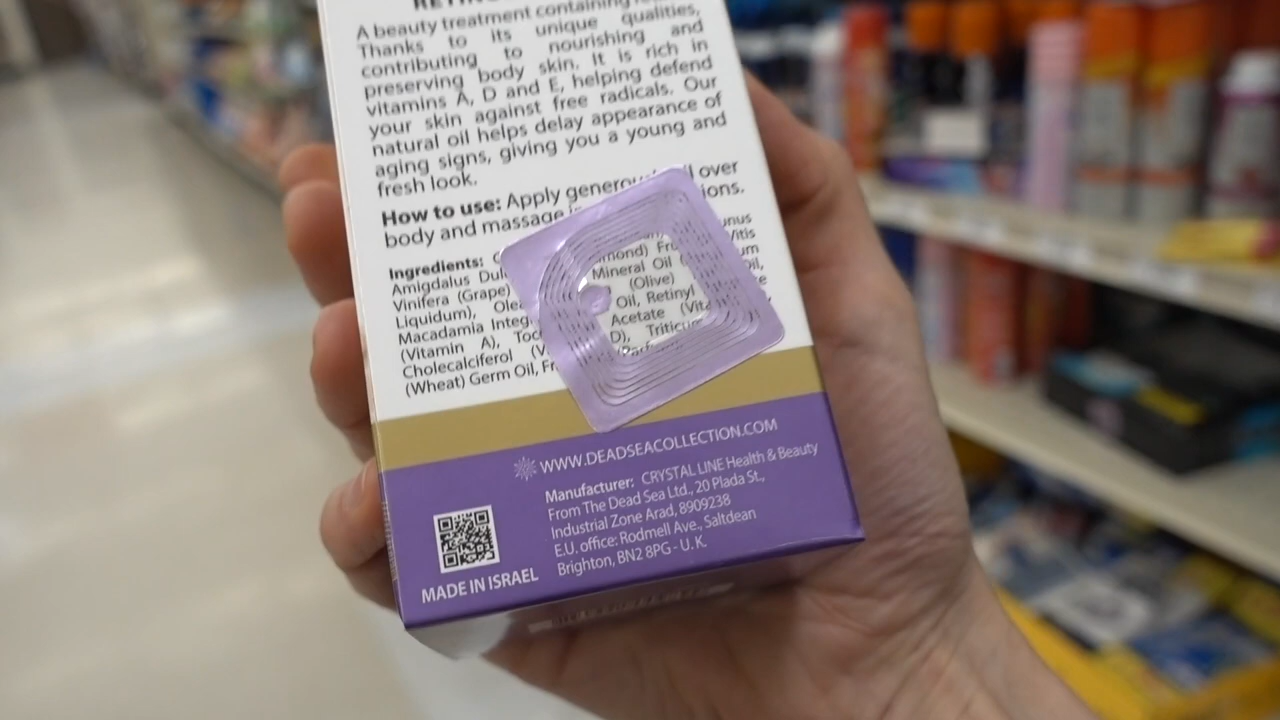 A beauty treatment containing
Thanks to its unique qualities,
contributing to nourishing and
preserving body skin. It is rich in
vitamins A, D and E, helping defend
your skin against free radicals. Our
natural oil helps delay appearance of
aging signs, giving you a young and
fresh look.
How to use: Apply over
body and massage
Ingredients:
Amigdalus
Vinifera (Grape) Mineral Oil
Liquidum), (Olive) Oil,
Macadamia Oil, Retinyl
(Vitamin A), Acetate
Cholecalciferol
(Wheat) Germ Oil,
WWW.DEADSEACOLLECTION.COM
Manufacturer: CRYSTAL LINE Health & Beauty
From The Dead Sea Ltd., 20 Plada St.,
Industrial Zone Arad, 8909238
E.U. office: Rodmell Ave., Saltdean
Brighton, BN2 8PG - U. K.
MADE IN ISRAEL